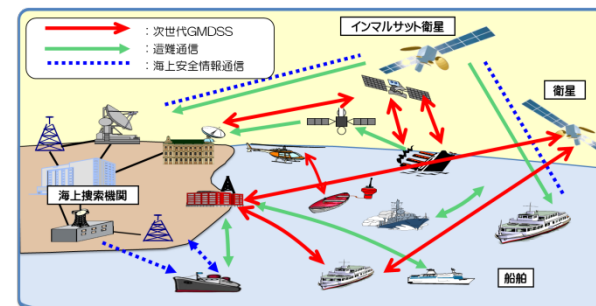 ：次世代GMDSS
：遭難通信
：海上安全情報通信
インマルサット衛星
衛星
海上捜索機関
船舶